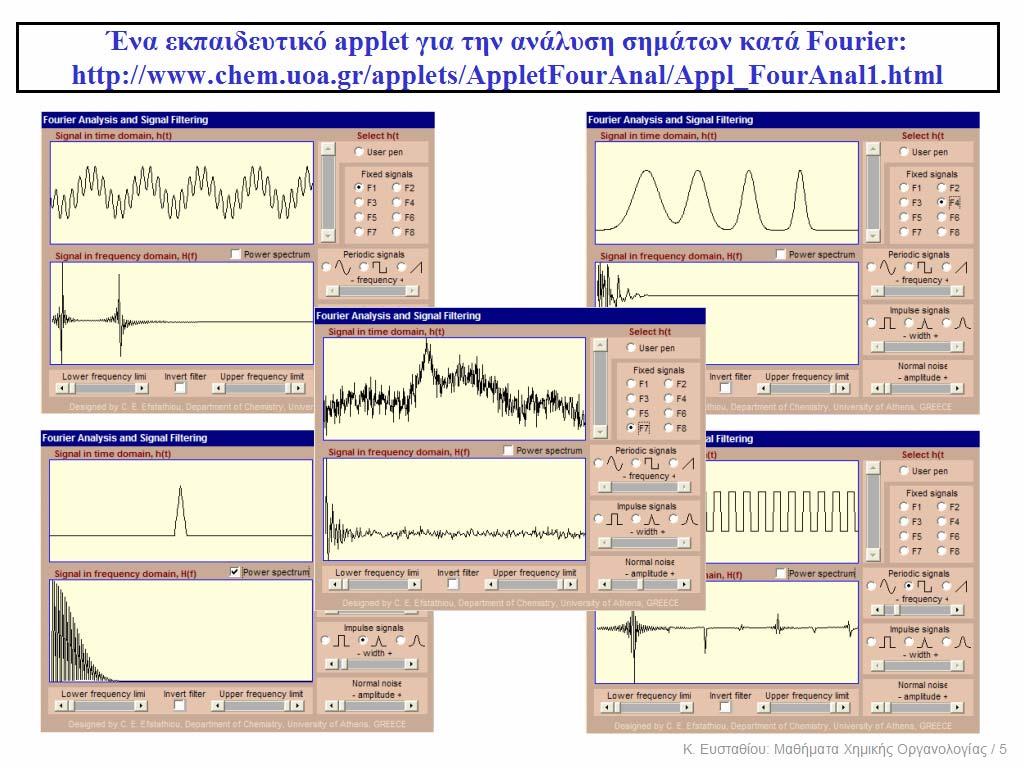 Ένα εκπαιδευτικό applet για την ανάλυση σημάτων κατά Fourier:
http://www.chem.uoa.gr/applets/AppletFourAnal/Appl_FourAnal1.html
Fourier Analysis and Signal Filtering
Signal in time domain, h(t)
Select h(t
User pen
Fixed signals
F1 F2
F3 F4
F5 F6
F7 F8
Signal in frequency domain, H(f)
Power spectrum
Periodic signals
- frequency +
Lower frequency limit
Invert filter
Upper frequency limit
Designed by C. E. Efstathiou, Department of Chemistry, Univer
Fourier Analysis and Signal Filtering
Signal in time domain, h(t)
Select h(t
User pen
Fixed signals
F1 F2
F3 F4
F5 F6
F7 F8
Signal in frequency domain, H(f)
Power spectrum
Periodic signals
- frequency +
Impulse signals
- width +
Normal noise
- amplitude +
Invert filter
Upper frequency limit
thiou, Department of Chemistry, University of Athens, GREECE
Fourier Analysis and Signal Filtering
Signal in time domain, h(t)
Select h(t
User pen
Fixed signals
F1 F2
F3 F4
F5 F6
F7 F8
Signal in frequency domain, H(f)
Power spectrum
Periodic signals
- frequency +
Impulse signals
- width +
Normal noise
- amplitude +
Lower frequency limit
Invert filter
Upper frequency limit
Designed by C. E. Efstathiou, Department of Chemistry, University of Athens, GREECE
Fourier Analysis and Signal Filtering
Signal in time domain, h(t)
Signal in frequency domain, H(f)
Power spectrum
Impulse signals
- width +
Normal noise
- amplitude +
Lower frequency limi
Invert filter
Upper frequency limit
Designed by C. E. Efstathiou, Department of Chemistry, University of Athens, GREECE
al Filtering
(t)
Select h(t
User pen
Fixed signals
F1 F2
F3 F4
F5 F6
F7 F8
main, H(f)
Power spectrum
Periodic signals
- frequency +
Impulse signals
- width +
Normal noise
- amplitude +
Lower frequency limi
Invert filter
Upper frequency limit
Designed by C. E. Efstathiou, Department of Chemistry, University of Athens, GREECE
Κ. Ευσταθίου: Μαθήματα Χημικής Οργανολογίας / 5